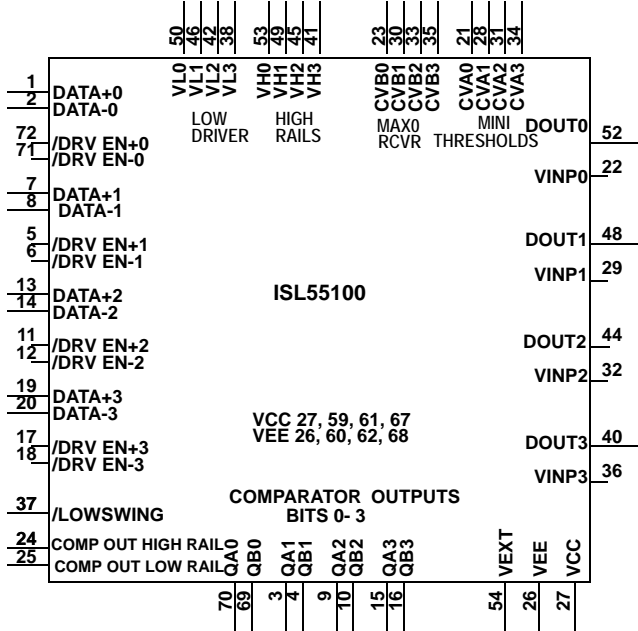 50 46 42 38 53 49 45 41 23 30 33 35 21 28 31 34
VL0 VL1 VL2 VL3 VH0 VH1 VH2 VH3 CVB0 CVB1 CVB2 CVB3 CVA0 CVA1 CVA2 CVA3
LOW HIGH MAX0 MINI
DRIVER RAILS RCVR THRESHOLDS
1 DATA+0
2 DATA-0
72 /DRV EN+0
71 /DRV EN-0
7 DATA+1
8 DATA-1
5 /DRV EN+1
6 /DRV EN-1
13 DATA+2
14 DATA-2
11 /DRV EN+2
12 /DRV EN-2
19 DATA+3
20 DATA-3
17 /DRV EN+3
18 /DRV EN-3
37 /LOWSWING
24 COMP OUT HIGH RAIL
25 COMP OUT LOW RAIL
ISL55100
VCC 27, 59, 61, 67
VEE 26, 60, 62, 68
COMPARATOR OUTPUTS
BITS 0- 3
DOUT0 52
VINP0 22
DOUT1 48
VINP1 29
DOUT2 44
VINP2 32
DOUT3 40
VINP3 36
QA0 QB0 QA1 QB1 QA2 QB2 QA3 QB3 VEXT VEE VCC
70 69 3 4 9 10 15 16 54 26 27